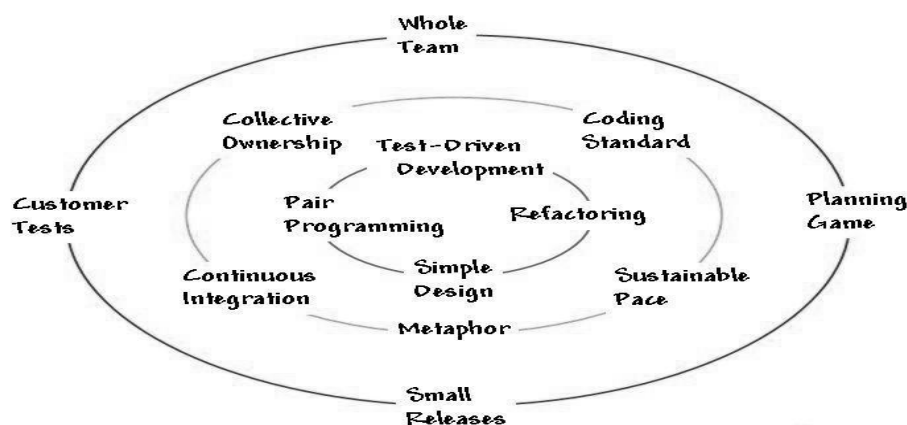 Whole
Team
Collective
Ownership
Coding
Standard
Test-Driven
Development
Customer
Tests
Pair
Programming
Refactoring
Planning
Game
Continuous
Integration
Simple
Design
Sustainable
Pace
Metaphor
Small
Releases